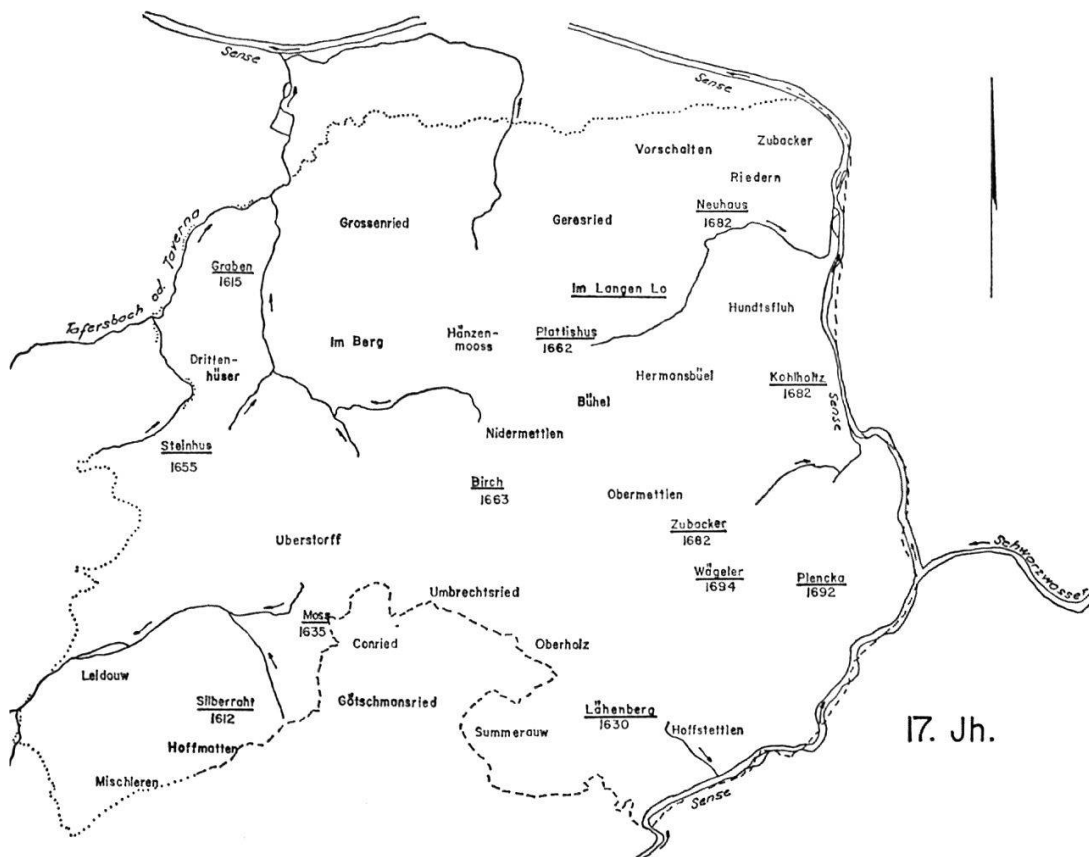 Sense
Sense
Zubacker
Vorschalten
Riedern
Neuhaus
1682
Grossenried
Geresried
Tafersbach od. Taverna
Graben
1615
Im Langen Lo
Hundtsfluh
Im Berg
Hänzen-
mooss
Plattishus
1662
Dritten-
hüser
Hermansbüel
Kohlholtz
1682
Sense
Bühel
Nidermettlen
Steinhus
1655
Birch
1663
Obermettlen
Zubacker
1682
Uberstorff
Schwarzwasser
Wägeler
1694
Plencka
1692
Umbrechtsried
Moss
1635
Conried
Oberholz
Leidouw
Silberraht
1612
Götschmansried
Lähenberg
1630
Summerauw
Hoffstettlen
17. Jh.
Hoffmatten
Mischleren
Sense